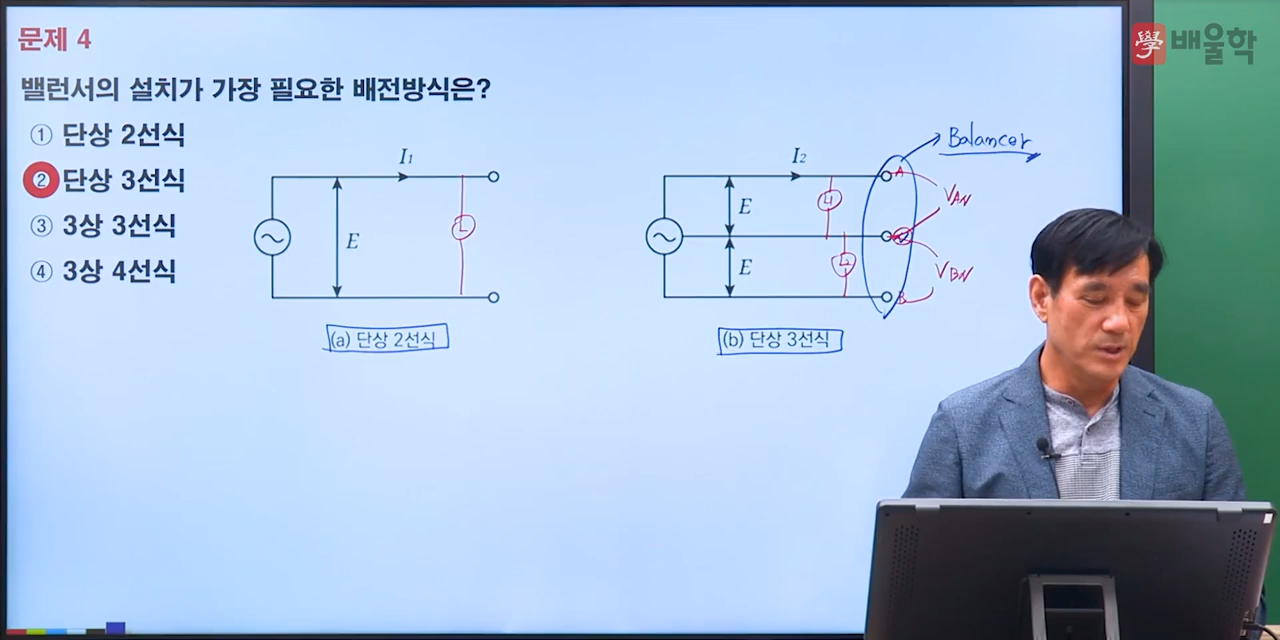 문제 4
學 배울학
밸런서의 설치가 가장 필요한 배전방식은?
① 단상 2선식
② 단상 3선식
③ 3상 3선식
④ 3상 4선식
I1
E
L
(a) 단상 2선식
I2
E
E
L1
L2
A
B
Balancer
VAN
VBN
(b) 단상 3선식